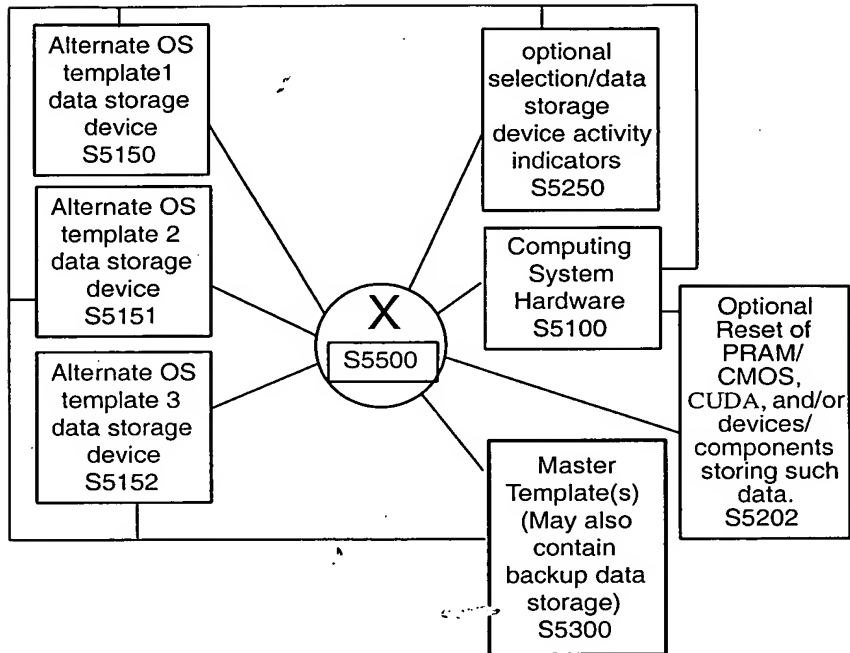 Alternate OS
template1
data storage
device
S5150
optional
selection/data
storage
device activity
indicators
S5250
Alternate OS
template 2
data storage
device
S5151
Computing
System
Hardware
S5100
X
S5500
Optional
Reset of
PRAM/
CMOS,
CUDA, and/or
devices/
components
storing such
data.
S5202
Alternate OS
template 3
data storage
device
S5152
Master
Template(s)
(May also
contain
backup data
storage)
S5300